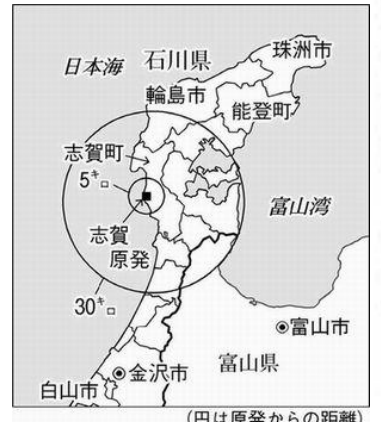 石川県
珠洲市
日本海
輪島市
能登町
志賀町
5㌔
富山湾
志賀
原発
30㌔
富山市
富山県
金沢市
白山市
(円は原発からの距離)